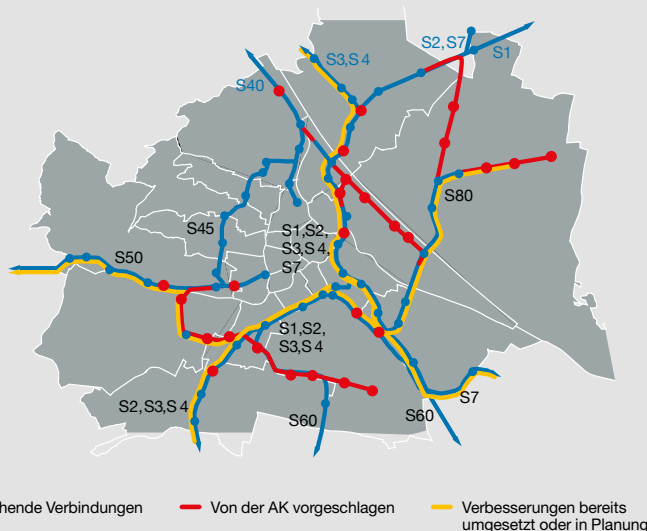 S2, S7
S1
S3, S 4
S40
S80
S45
S1, S2,
S3, S 4,
S7
S50
S1, S2,
S3, S 4
S2, S3, S 4
S60
S60
S7
hende Verbindungen
Von der AK vorgeschlagen
Verbesserungen bereits
umgesetzt oder in Planung